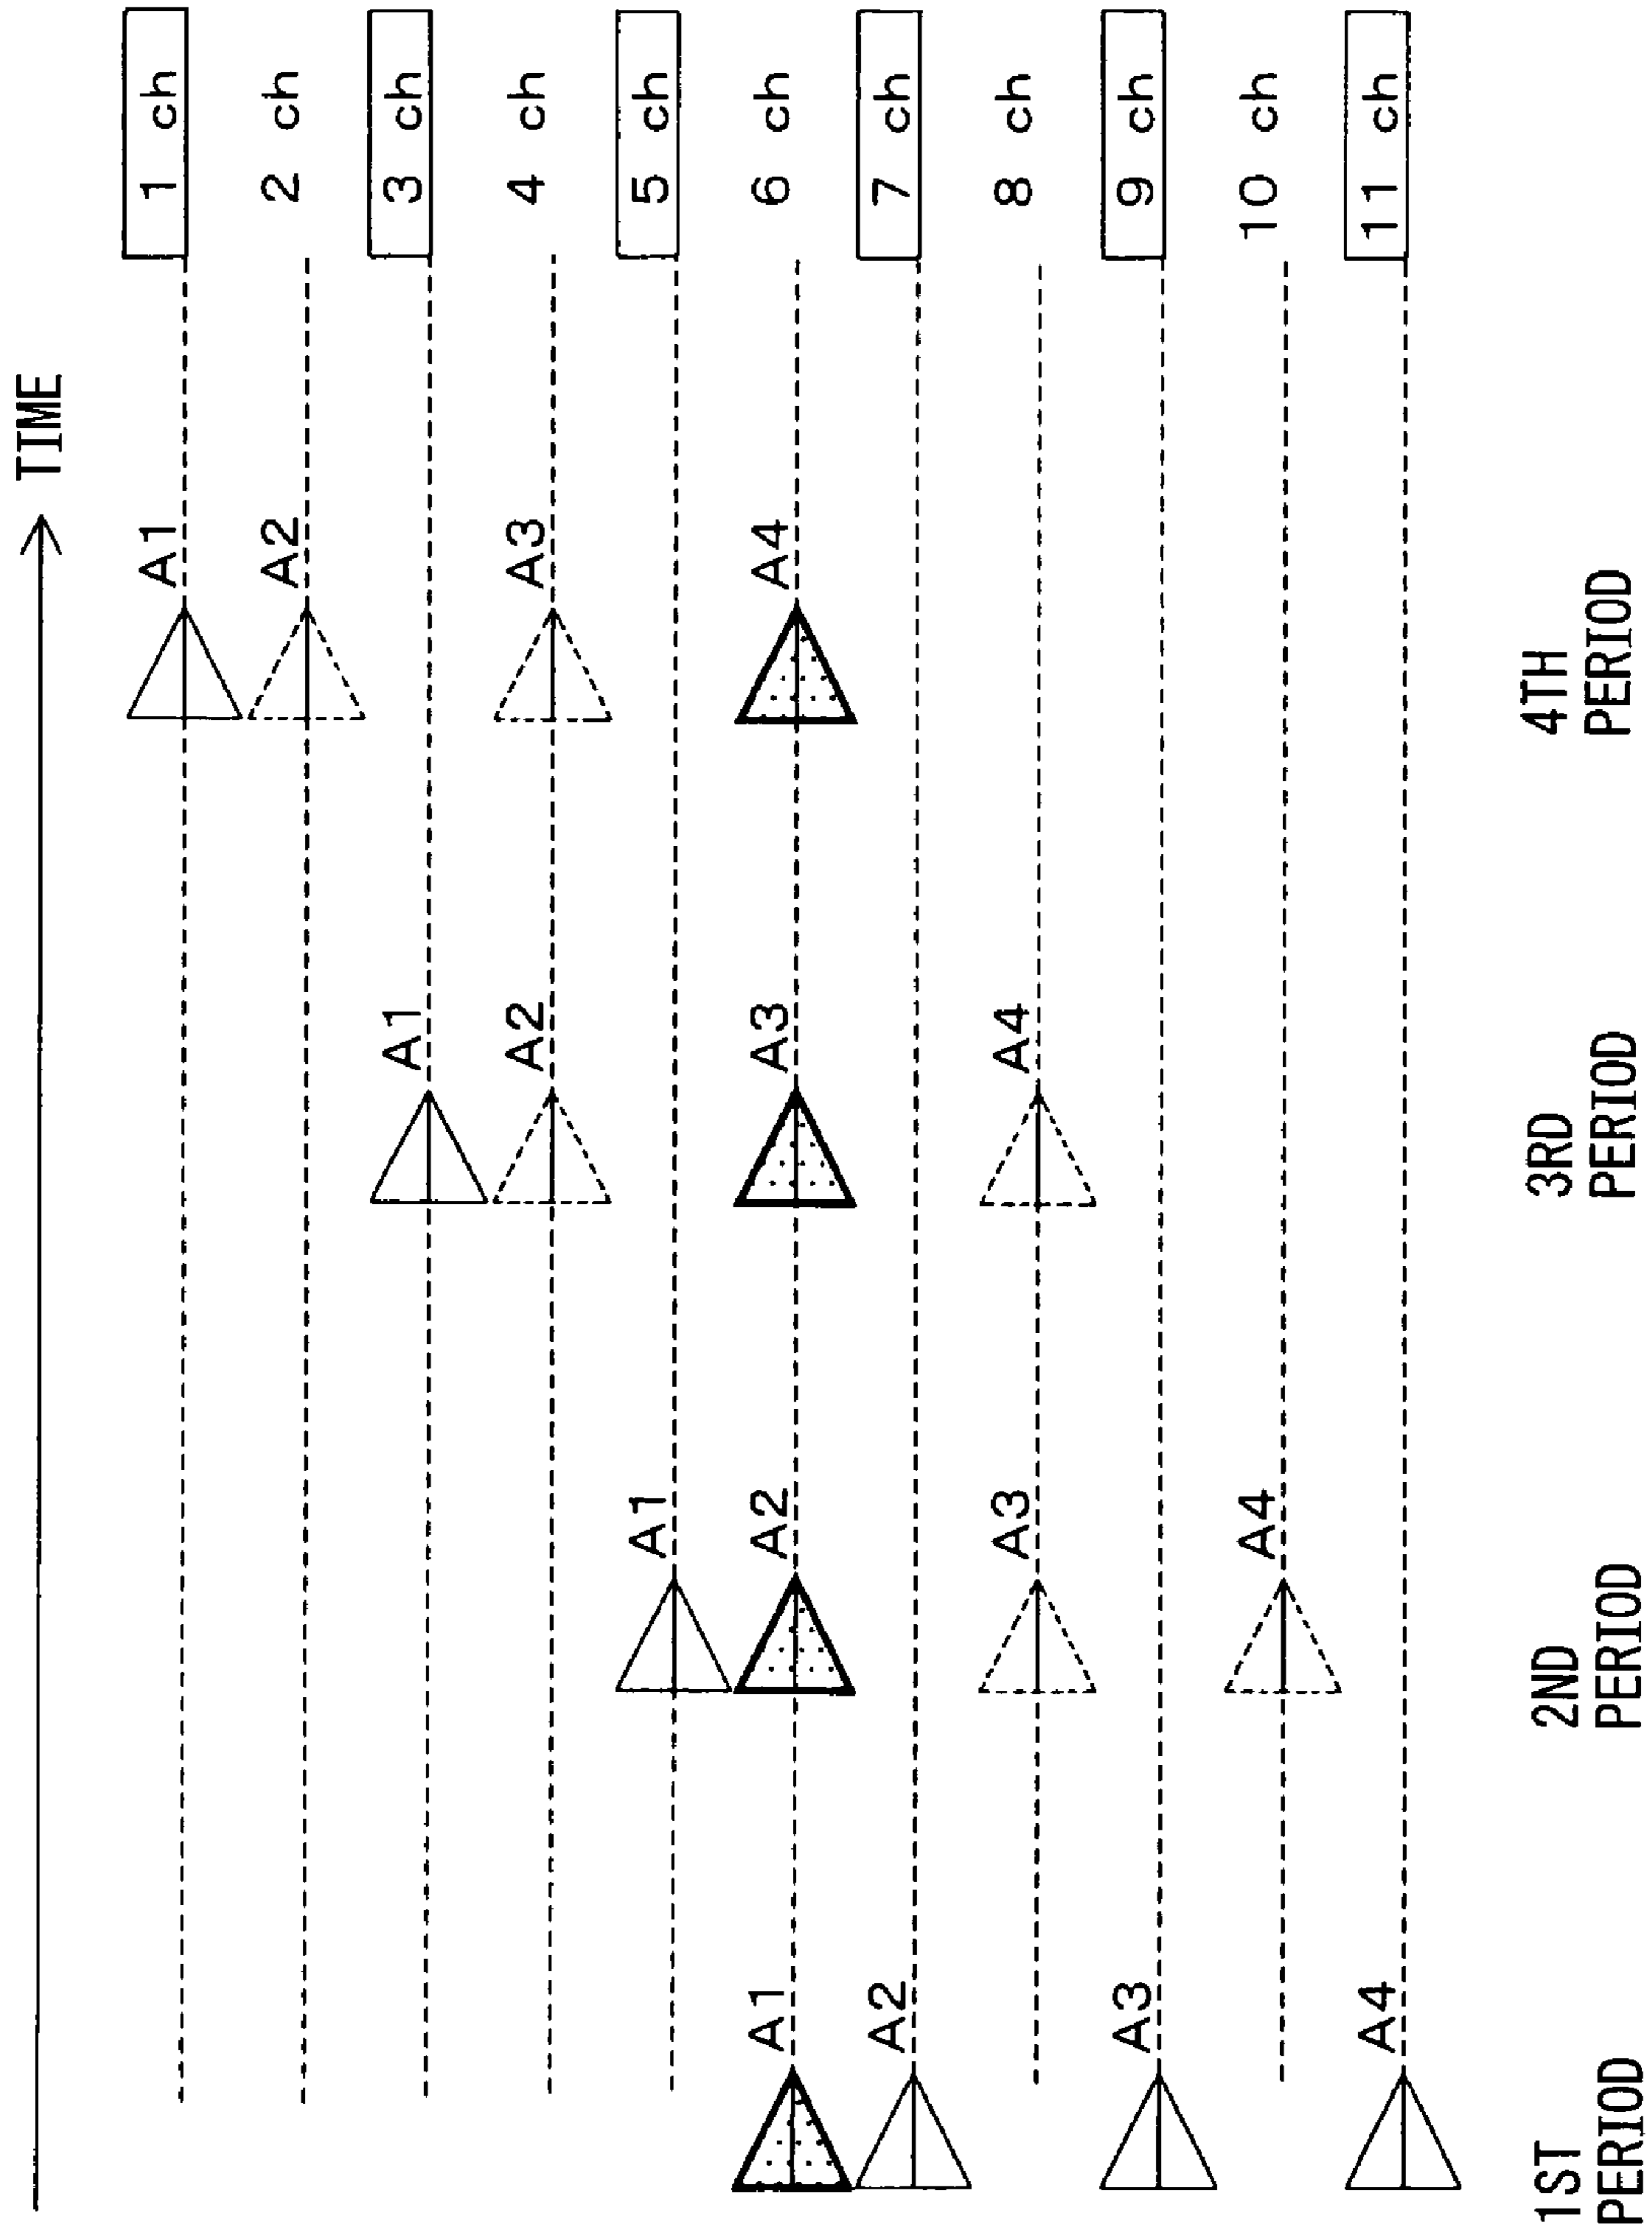 TIME
1 ch
2 ch
3 ch
4 ch
5 ch
6 ch
7 ch
8 ch
9 ch
10 ch
11 ch
A1
A2
A3
A4
A1
A2
A3
A4
A1
A2
A3
A4
A1
A2
A3
A4
1ST
PERIOD
2ND
PERIOD
3RD
PERIOD
4TH
PERIOD